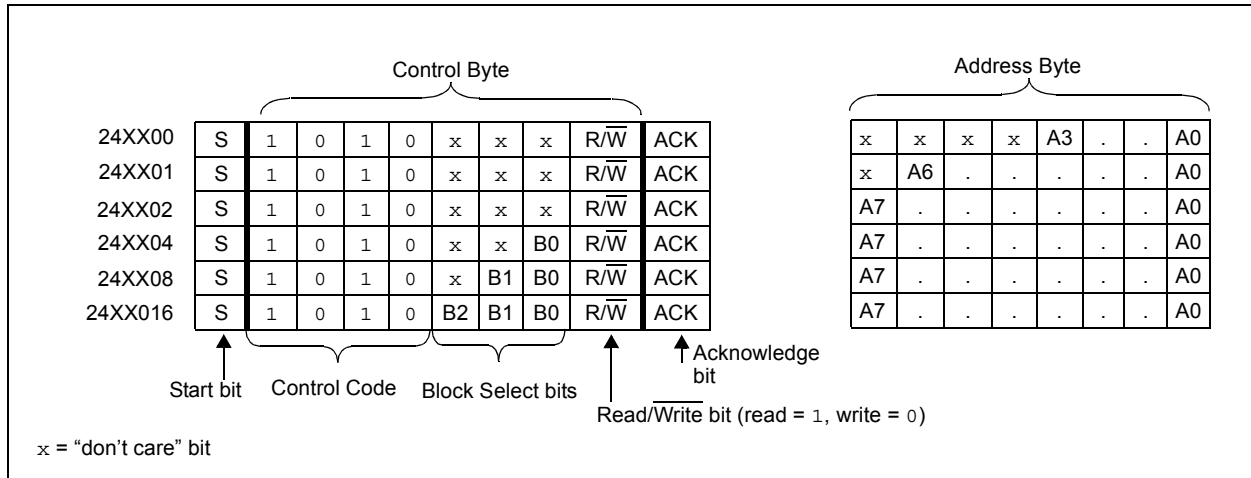 Control Byte Address Byte
24XX00 S 1 0 1 0 x x x R/W̅ ACK x x x x A3 . . A0
24XX01 S 1 0 1 0 x x x R/W̅ ACK x A6 . . . . . A0
24XX02 S 1 0 1 0 x x x R/W̅ ACK A7 . . . . . . A0
24XX04 S 1 0 1 0 x x B0 R/W̅ ACK A7 . . . . . . A0
24XX08 S 1 0 1 0 x B1 B0 R/W̅ ACK A7 . . . . . . A0
24XX016 S 1 0 1 0 B2 B1 B0 R/W̅ ACK A7 . . . . . . A0
Start bit Control Code Block Select bits Acknowledge
bit
Read/W̅r̅i̅t̅e̅ bit (read = 1, write = 0)
x = “don’t care” bit